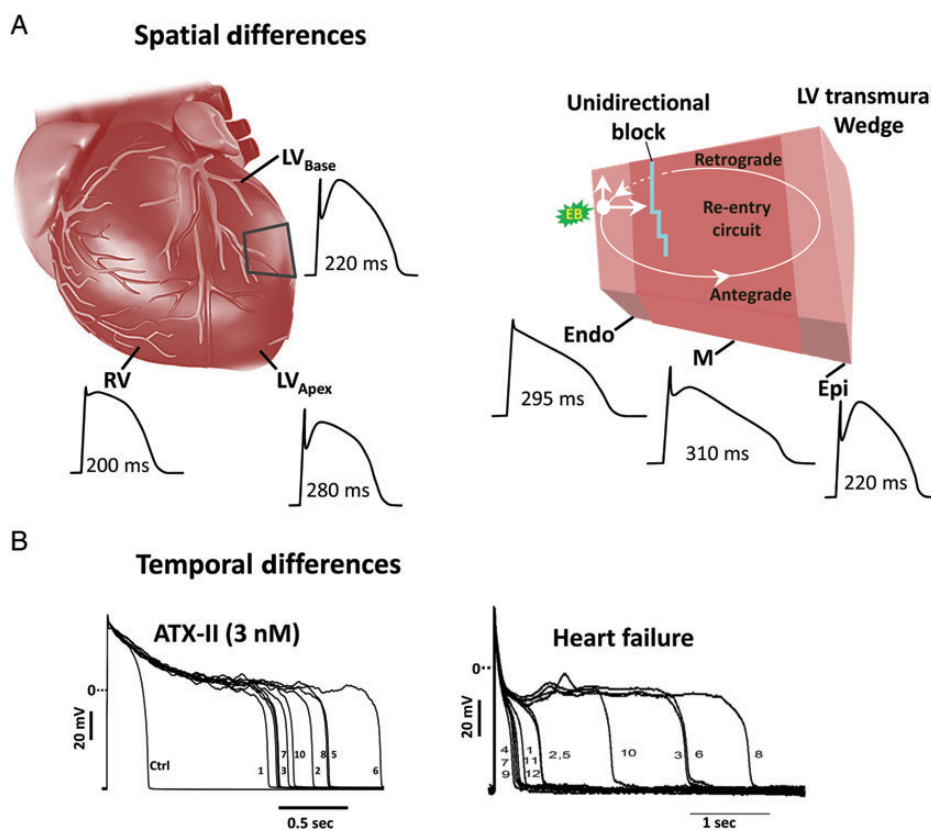 A
Spatial differences
LV Base
220 ms
RV
200 ms
LV Apex
280 ms
Unidirectional
block
LV transmural
Wedge
Retrograde
EB
Re-entry
circuit
Antegrade
Endo
M
Epi
295 ms
310 ms
220 ms
B
Temporal differences
ATX-II (3 nM)
0
20 mV
Ctrl
1
7
3
10
2
8
5
6
0.5 sec
Heart failure
0
20 mV
4
7
9
1
11
12
2,5
10
3
6
8
1 sec